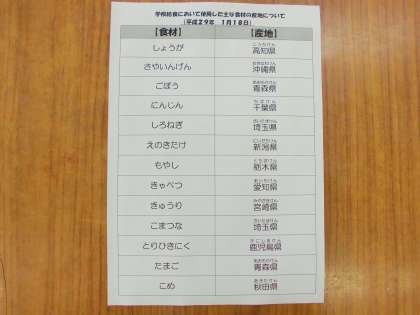 学校給食において使用した主な食材の産地について
(平成29年 1月18日)
【食材】 【産地】
しょうが 高知県
さやいんげん 沖縄県
ごぼう 青森県
にんじん 千葉県
しろねぎ 埼玉県
えのきたけ 新潟県
もやし 栃木県
きゃべつ 愛知県
きゅうり 宮崎県
こまつな 埼玉県
とりひきにく 鹿児島県
たまご 青森県
こめ 秋田県